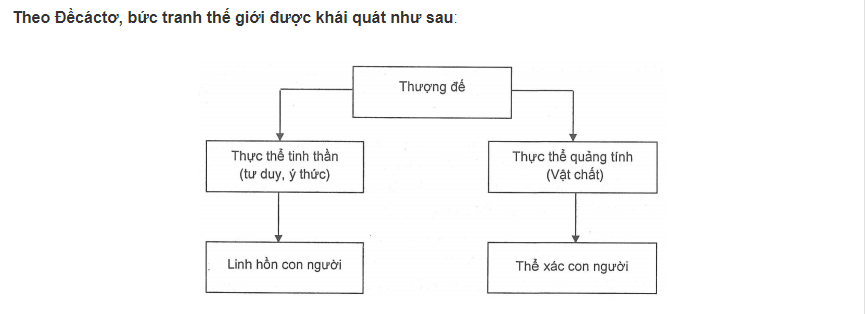 Theo Đềcáctơ, bức tranh thế giới được khái quát như sau:
Thượng đế
Thực thể tinh thần
(tư duy, ý thức)
Thực thể quảng tính
(Vật chất)
Linh hồn con người
Thể xác con người